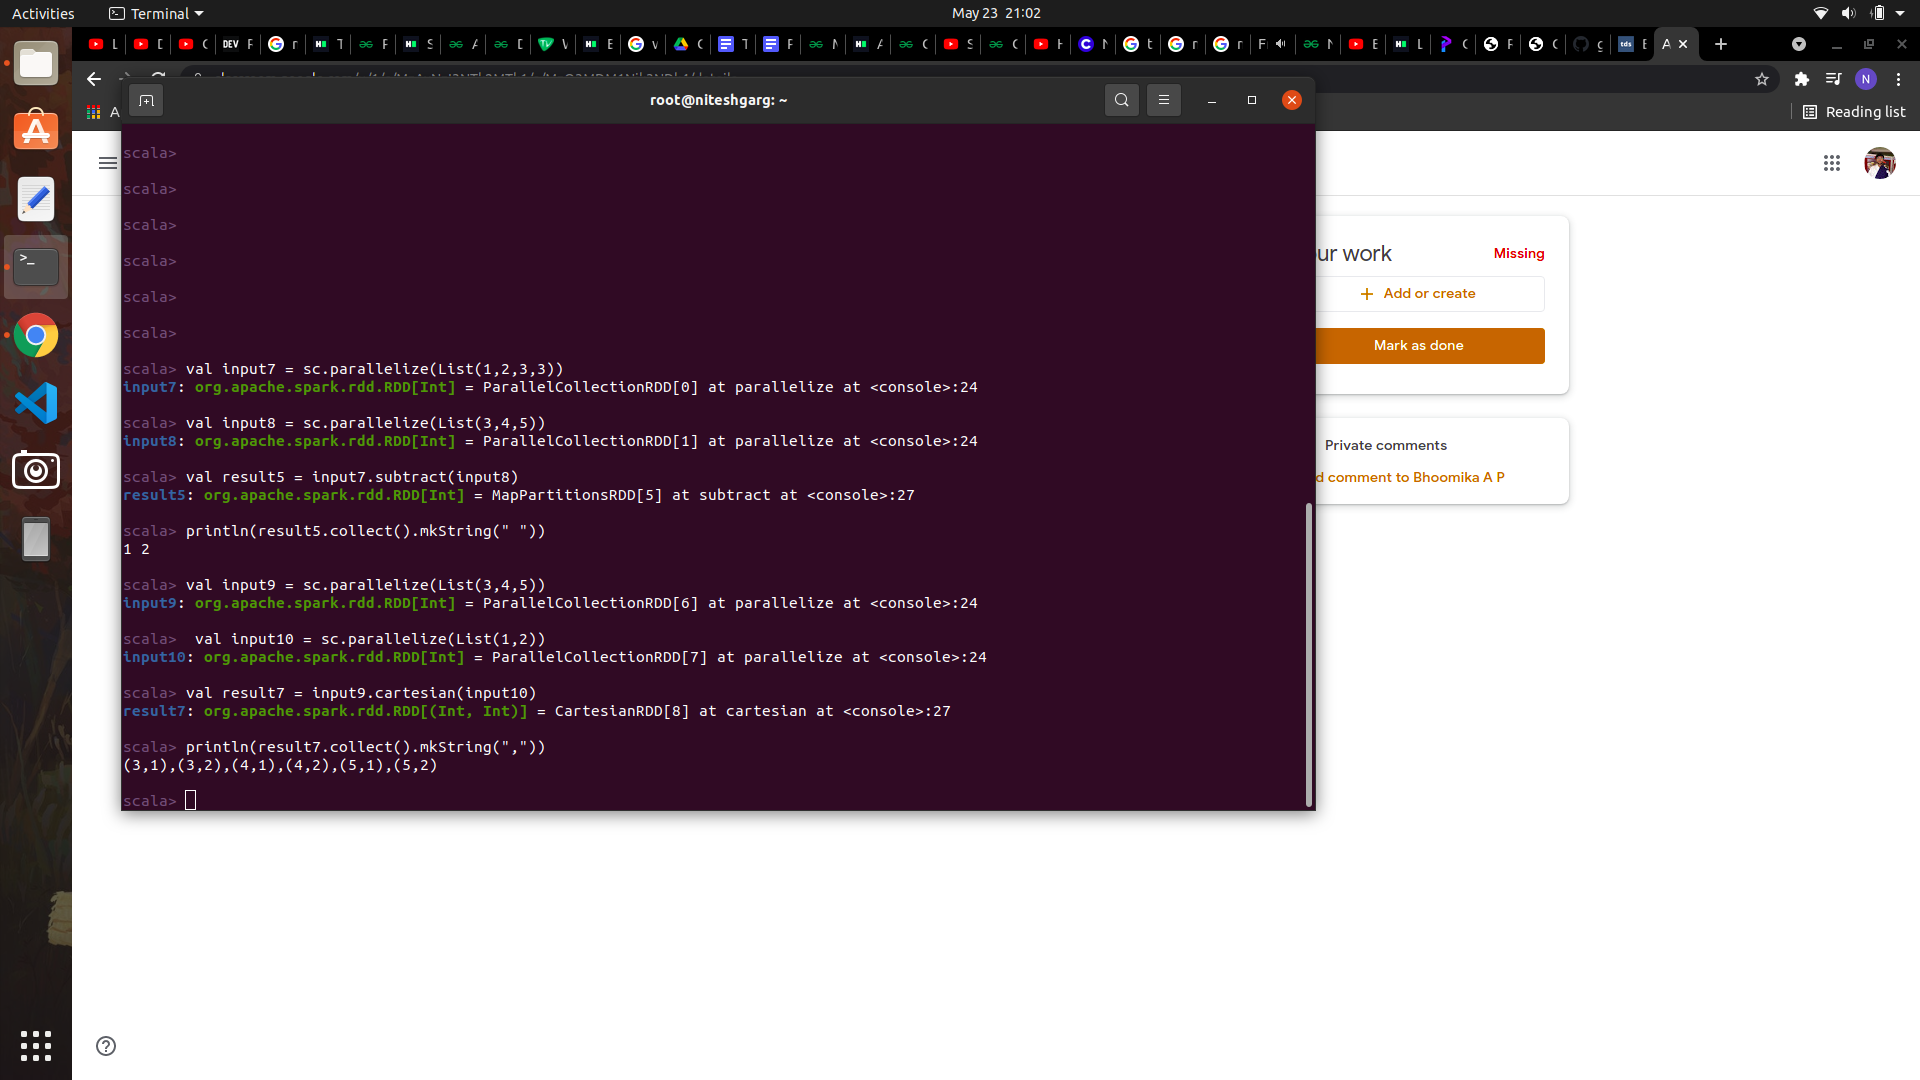 Activities
Terminal
May 23 21:02
Reading list
root@niteshgarg: ~
scala>
scala>
scala>
scala>
scala>
scala>
scala> val input7 = sc.parallelize(List(1,2,3,3))
input7: org.apache.spark.rdd.RDD[Int] = ParallelCollectionRDD[0] at parallelize at <console>:24
scala> val input8 = sc.parallelize(List(3,4,5))
input8: org.apache.spark.rdd.RDD[Int] = ParallelCollectionRDD[1] at parallelize at <console>:24
scala> val result5 = input7.subtract(input8)
result5: org.apache.spark.rdd.RDD[Int] = MapPartitionsRDD[5] at subtract at <console>:27
scala> println(result5.collect().mkString(" "))
1 2
scala> val input9 = sc.parallelize(List(3,4,5))
input9: org.apache.spark.rdd.RDD[Int] = ParallelCollectionRDD[6] at parallelize at <console>:24
scala>  val input10 = sc.parallelize(List(1,2))
input10: org.apache.spark.rdd.RDD[Int] = ParallelCollectionRDD[7] at parallelize at <console>:24
scala> val result7 = input9.cartesian(input10)
result7: org.apache.spark.rdd.RDD[(Int, Int)] = CartesianRDD[8] at cartesian at <console>:27
scala> println(result7.collect().mkString(","))
(3,1),(3,2),(4,1),(4,2),(5,1),(5,2)
scala>
our work
Missing
Add or create
Mark as done
Private comments
d comment to Bhoomika A P